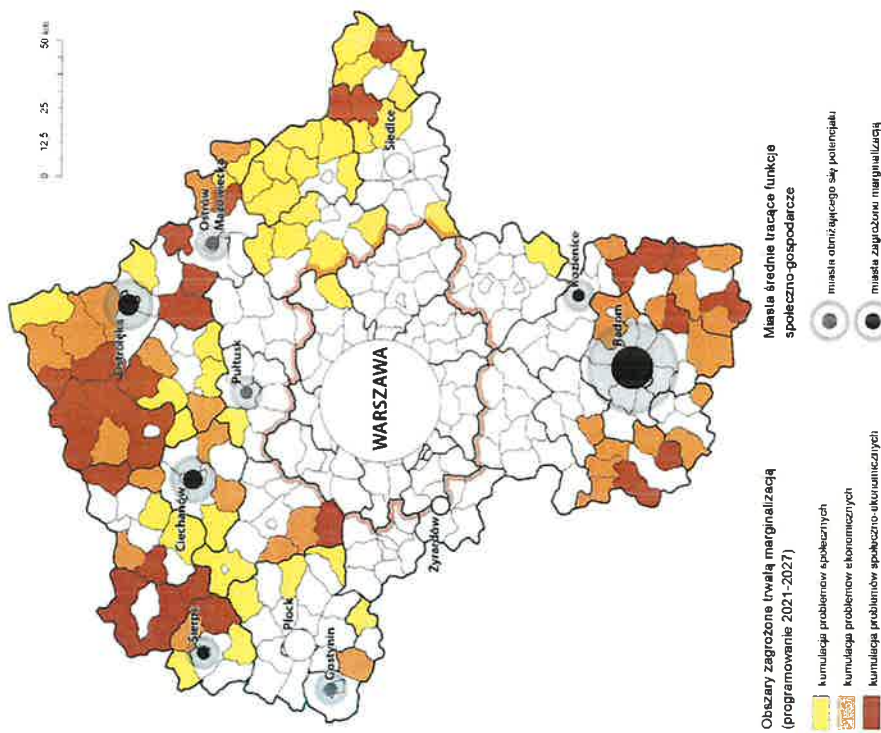 0 12,5 25 50 km
Ostrołęka
Ostrów
Mazowiecka
Pułtusk
Ciechanów
Sierpc
Płock
Gostynin
WARSZAWA
Siedlce
Żyrardów
Kozienice
Radom
Obszary zagrożone trwałą marginalizacją
(programowanie 2021-2027)
kumulacja problemów społecznych
kumulacja problemów ekonomicznych
kumulacja problemów społeczno-ekonomicznych
Miasta średnie tracące funkcje
społeczno-gospodarcze
miasta obniżającego się potencjału
miasta zagrożone marginalizacją